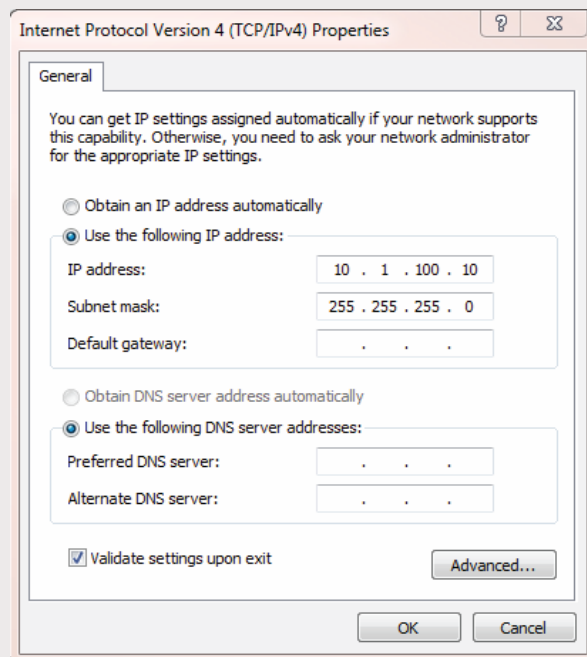 Internet Protocol Version 4 (TCP/IPv4) Properties
General
You can get IP settings assigned automatically if your network supports
this capability. Otherwise, you need to ask your network administrator
for the appropriate IP settings.
Obtain an IP address automatically
Use the following IP address:
IP address: 10 . 1 . 100 . 10
Subnet mask: 255 . 255 . 255 . 0
Default gateway: . . .
Obtain DNS server address automatically
Use the following DNS server addresses:
Preferred DNS server: . . .
Alternate DNS server: . . .
Validate settings upon exit Advanced...
OK Cancel